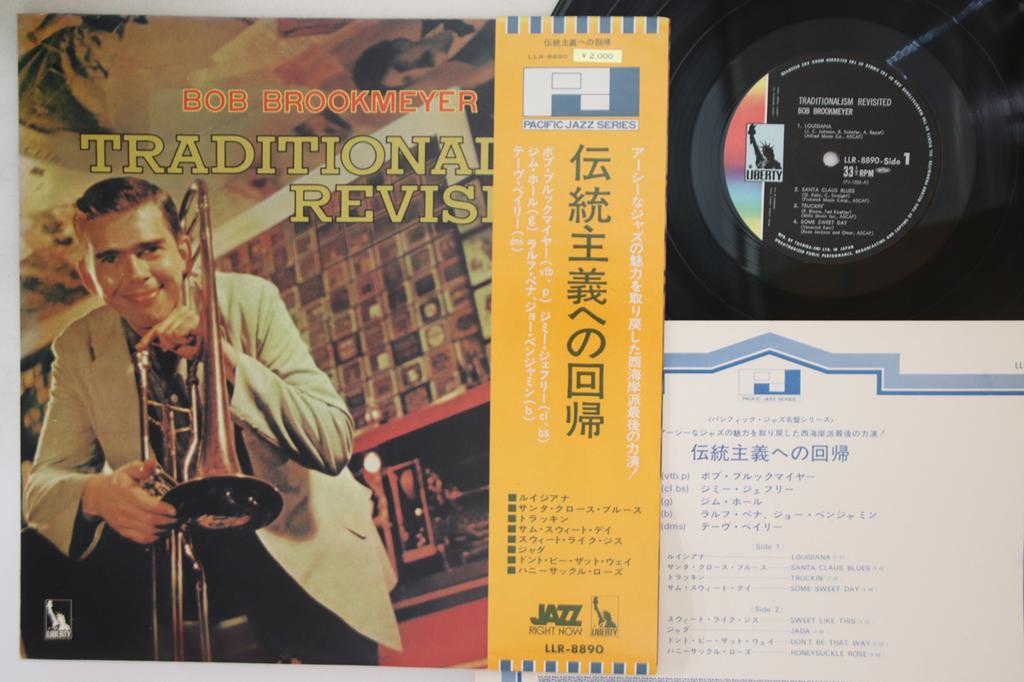 BOB BROOKMEYER
TRADITIONAL
REVIS
LIBERTY
伝統主義への回帰
LLR-8890
¥2,000
PACIFIC JAZZ SERIES
アーシーなジャズの魅力を取り戻した西海岸派最後の力演!
伝統主義への回帰
ボブ・ブルックマイヤー(vtb、p) ジミー・ジェフリー(cl、bs)
ジム・ホール(g) ラルフ・ペナ、ジョー・ベンジャミン(b)
デーヴ・ベイリー(dms)
■ルイジアナ
■サンタ・クロース・ブルース
■トラッキン
■サム・スウィート・デイ
■スウィート・ライク・ジス
■ジャダ
■ドント・ビー・ザット・ウェイ
■ハニーサックル・ローズ
JAZZ
RIGHT NOW
LIBERTY
LLR-8890
TRADITIONALISM REVISITED
BOB BROOKMEYER
1. LOUISIANA
LIBERTY
LLR-8890-Side 1
33⅓ RPM
2. SANTA CLAUS BLUES
3. TRUCKIN'
4. SOME SWEET DAY
MFG. BY TOSHIBA-EMI LTD. IN JAPAN
LL
PACIFIC JAZZ SERIES
(パシフィック・ジャズ名盤シリーズ)
アーシーなジャズの魅力を取り戻した西海岸派最後の力演!
伝統主義への回帰
(vtb.p) ボブ・ブルックマイヤー
(cl.bs) ジミー・ジェフリー
(g) ジム・ホール
(b) ラルフ・ペナ、ジョー・ベンジャミン
(dms) デーヴ・ベイリー
(Side 1)
ルイジアナ LOUISIANA
サンタ・クロース・ブルース SANTA CLAUS BLUES
トラッキン TRUCKIN'
サム・スウィート・デイ SOME SWEET DAY
(Side 2)
スウィート・ライク・ジス SWEET LIKE THIS
ジャダ JADA
ドント・ビー・ザット・ウェイ DON'T BE THAT WAY
ハニーサックル・ローズ HONEYSUCKLE ROSE